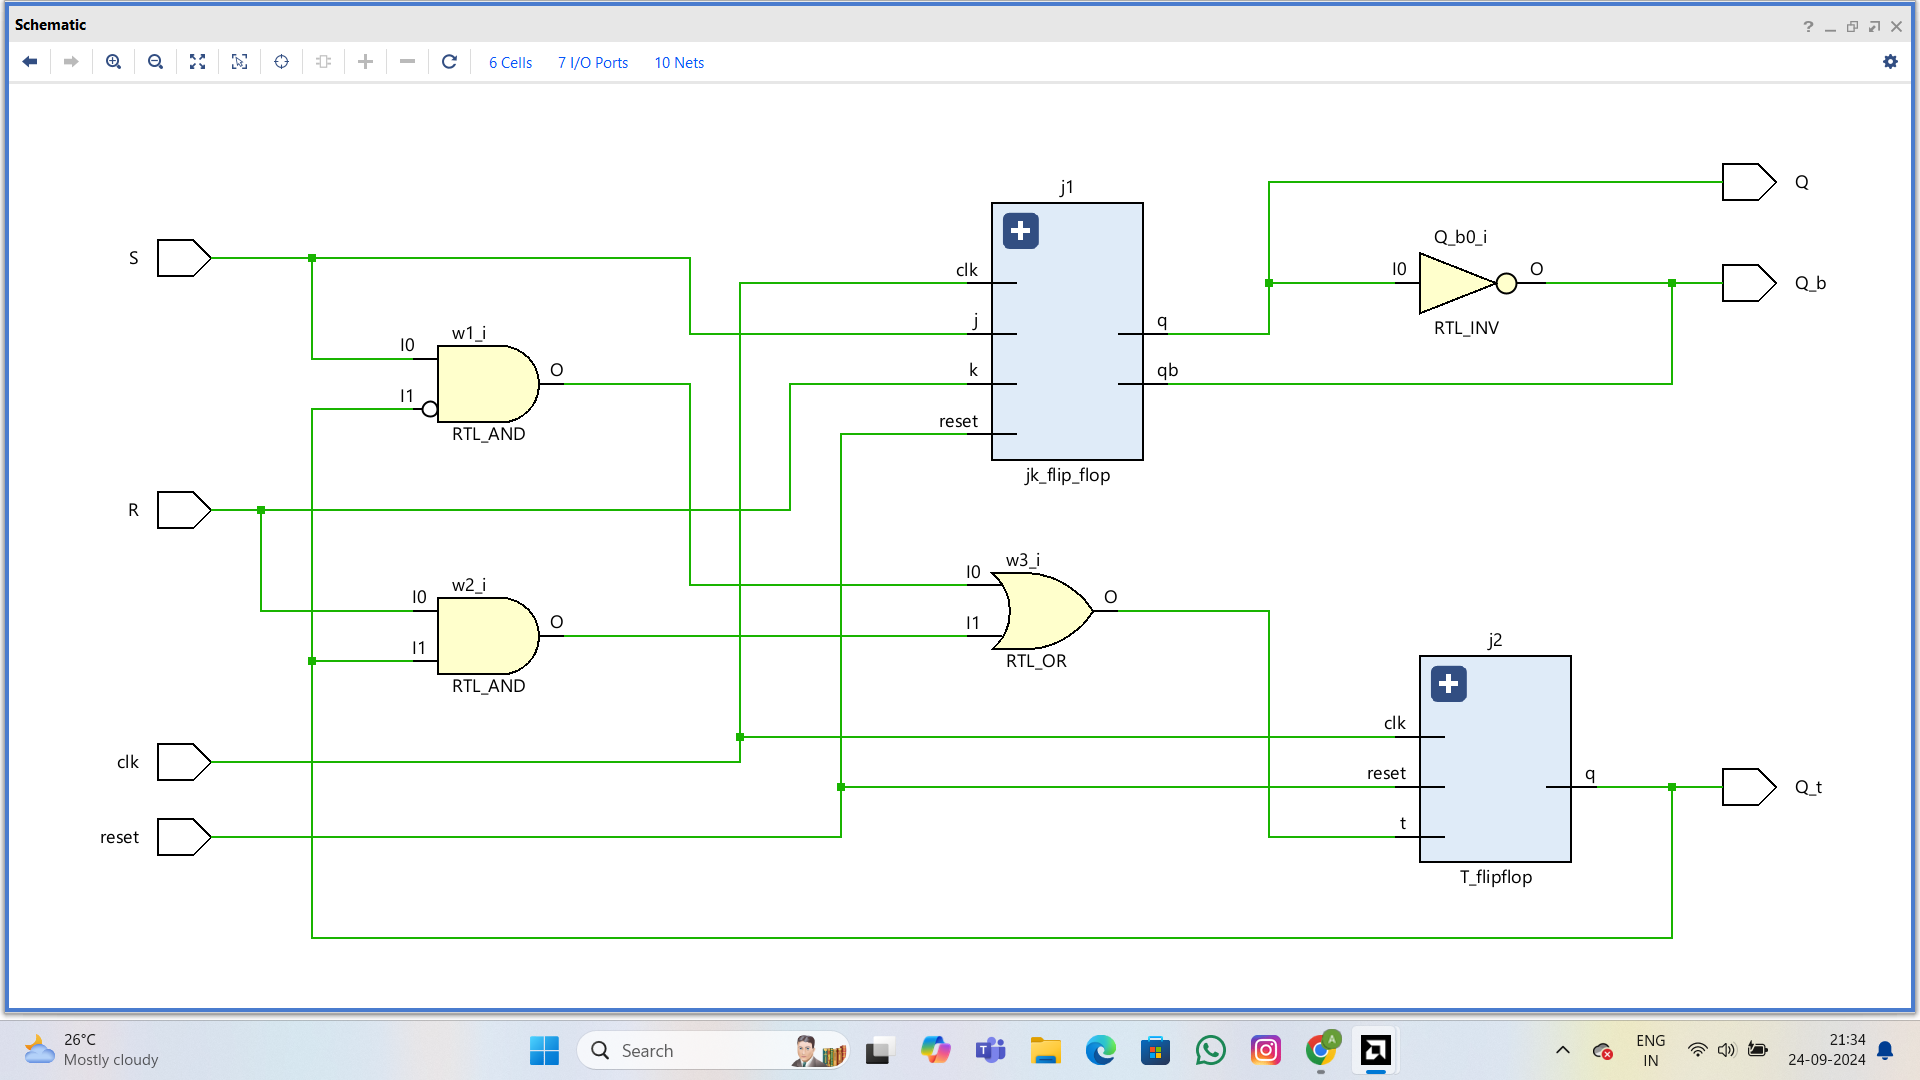 Schematic
6 Cells 7 I/O Ports 10 Nets
j1
Q
S
clk
Q_b0_i
I0 O
Q_b
RTL_INV
w1_i
I0
I1
O
RTL_AND
j
k
reset
q
qb
jk_flip_flop
R
w2_i
I0
I1
O
RTL_AND
w3_i
I0
I1
O
RTL_OR
j2
clk
reset
t
q
Q_t
T_flipflop
clk
reset
26°C
Mostly cloudy
Search
A
ENG
IN
21:34
24-09-2024